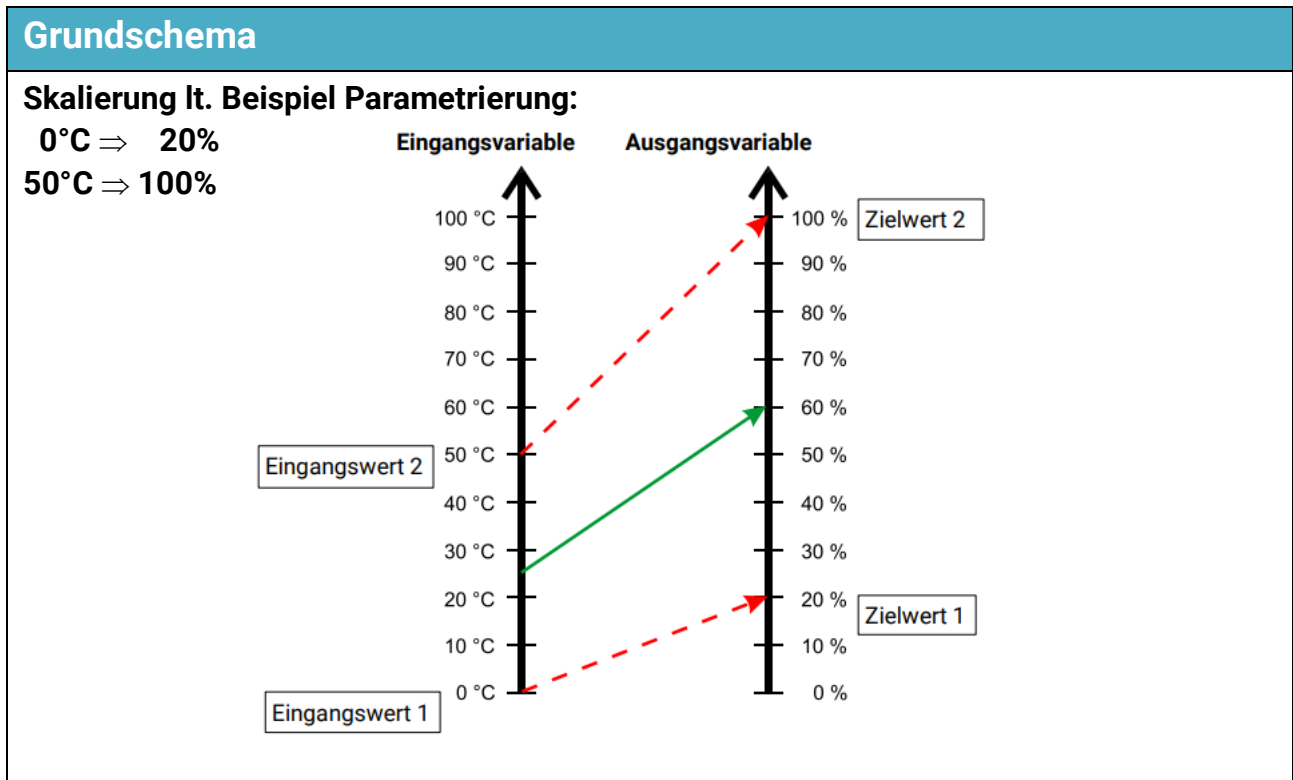 Grundschema
Skalierung lt. Beispiel Parametrierung:
0°C ⇒ 20%
50°C ⇒ 100%
Eingangsvariable Ausgangsvariable
100 °C 100 % Zielwert 2
90 °C 90 %
80 °C 80 %
70 °C 70 %
60 °C 60 %
Eingangswert 2 50 °C 50 %
40 °C 40 %
30 °C 30 %
20 °C 20 % Zielwert 1
10 °C 10 %
0 °C 0 %
Eingangswert 1